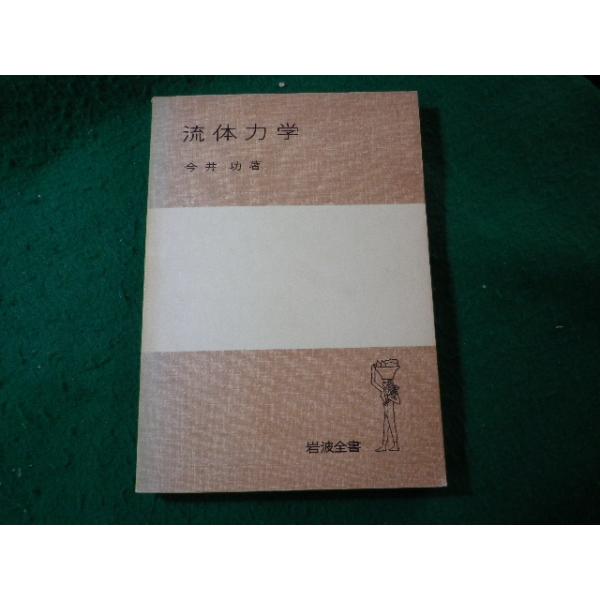 流体力学
今井 功著
岩波全書